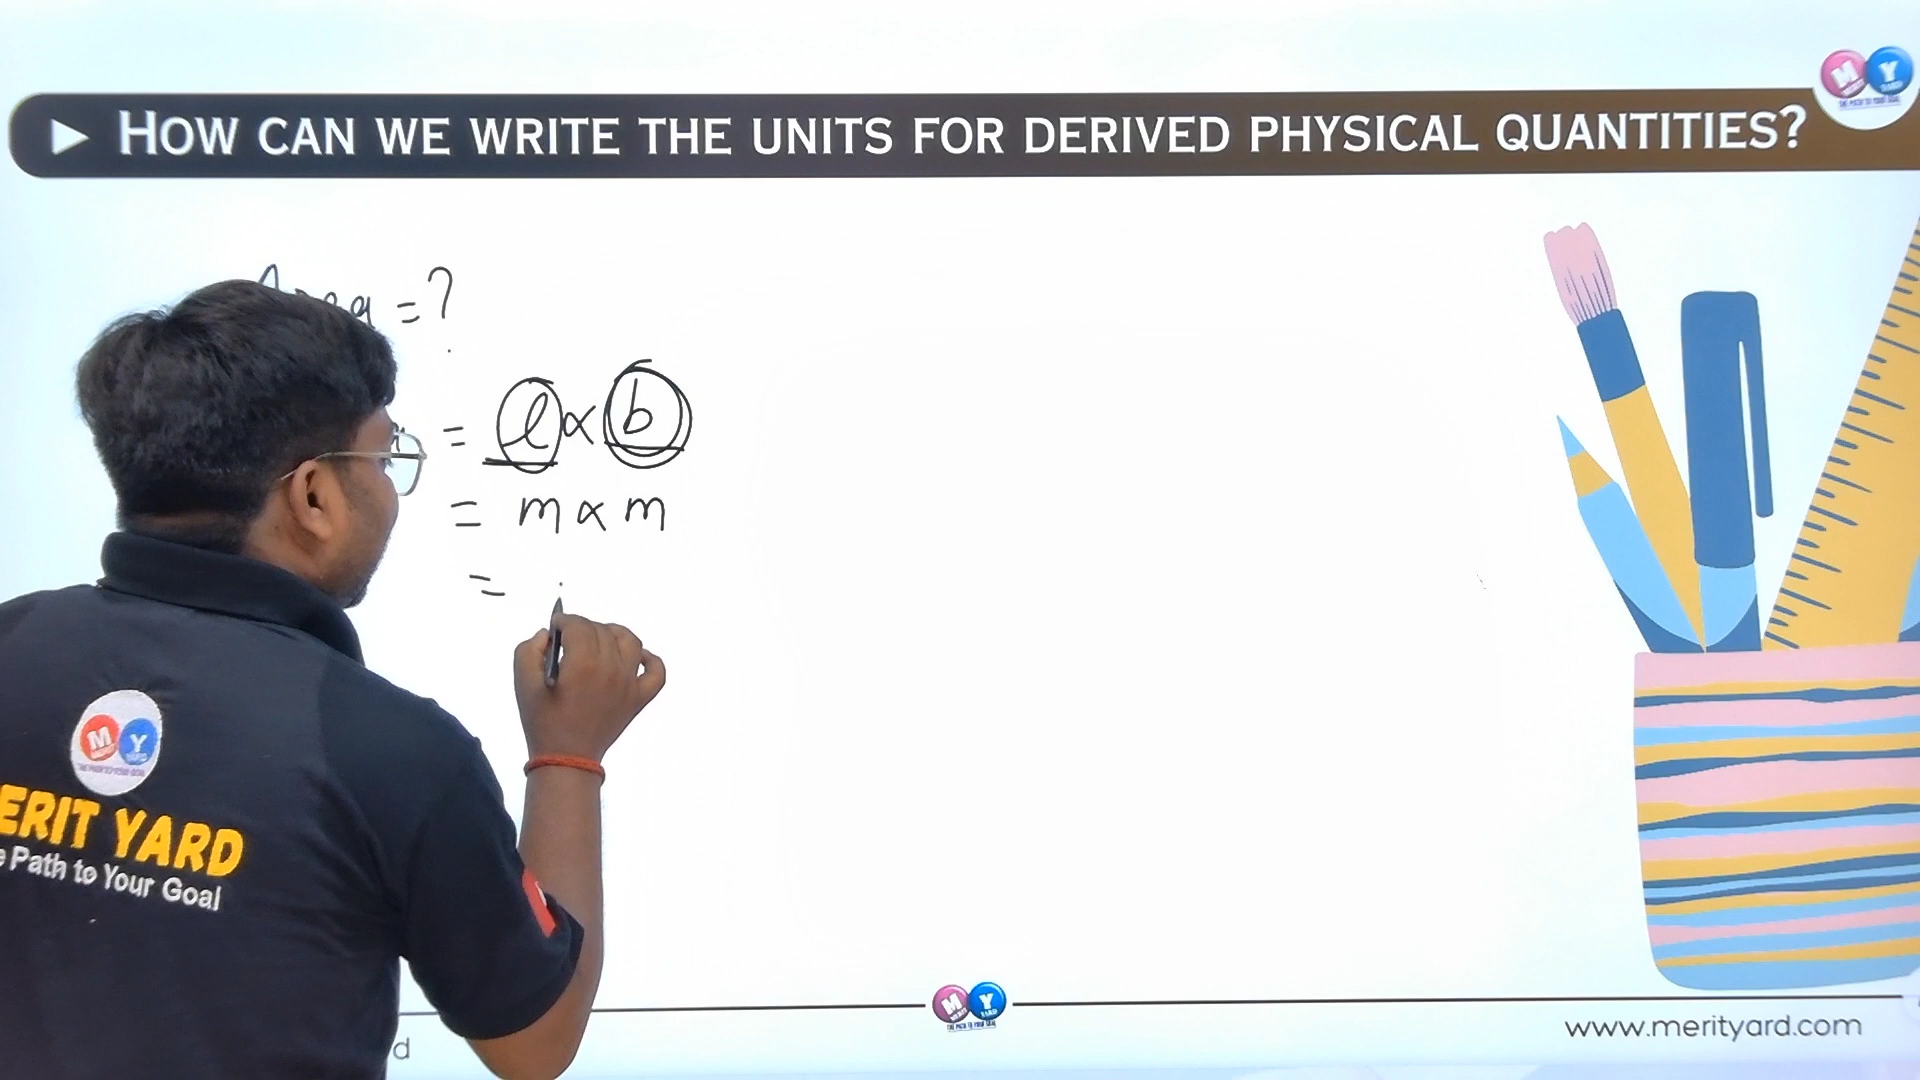 ► HOW CAN WE WRITE THE UNITS FOR DERIVED PHYSICAL QUANTITIES?
M Y
Area = ?
= l × b
= m × m
=
M Y
ERIT YARD
Path to Your Goal
M Y
d
www.merityard.com